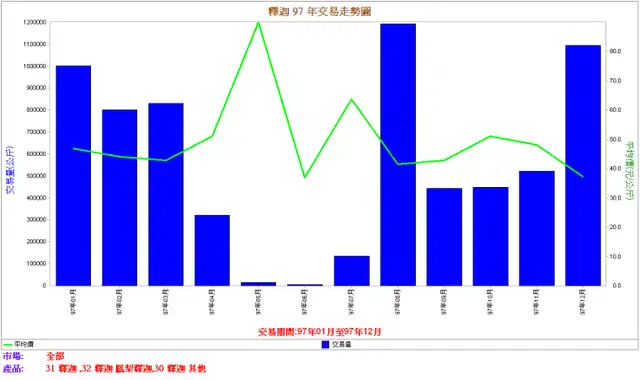 釋迦 97 年交易走勢圖
1200000
1100000
1000000
900000
800000
700000
600000
500000
400000
300000
200000
100000
0
交易量(公斤)
80.0
70.0
60.0
50.0
40.0
30.0
20.0
10.0
0.0
平均價(元/公斤)
97年01月
97年02月
97年03月
97年04月
97年05月
97年06月
97年07月
97年08月
97年09月
97年10月
97年11月
97年12月
交易期間:97年01月至97年12月
平均價
交易量
市場: 全部
產品: 31 釋迦 ,32 釋迦 鳳梨釋迦,30 釋迦 其他